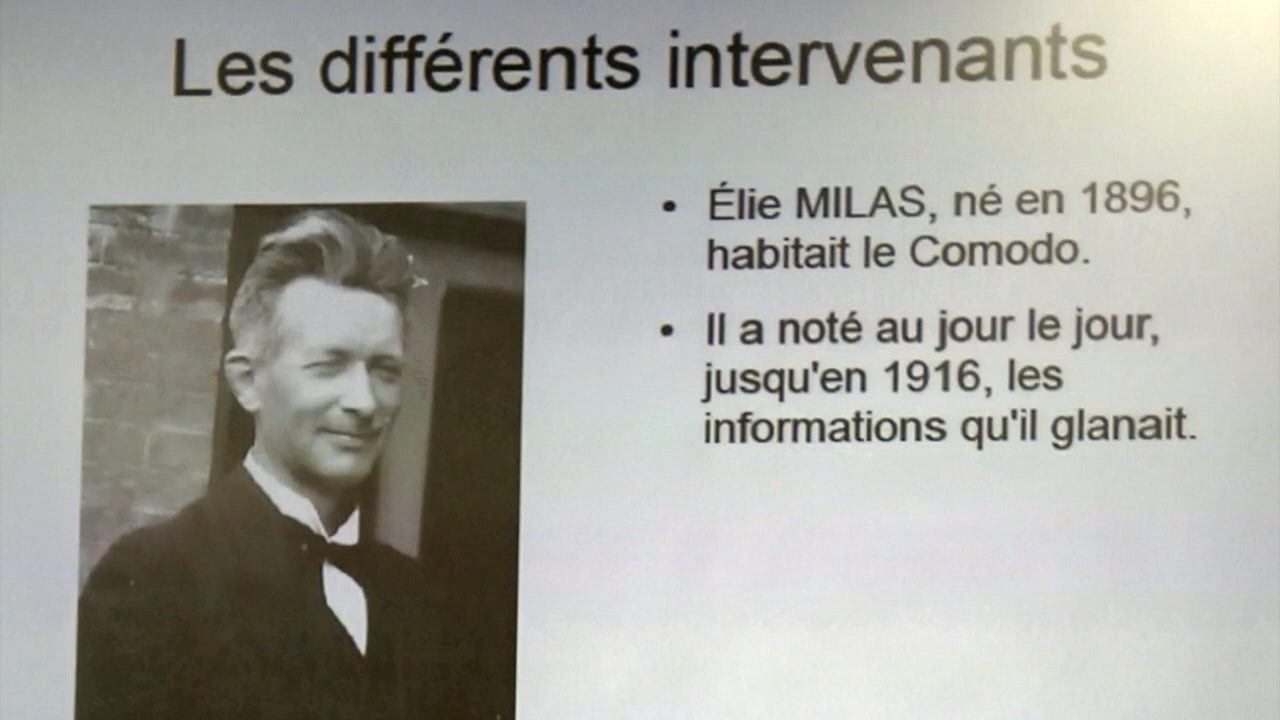 Les différents intervenants
• Élie MILAS, né en 1896,
habitait le Comodo.
• Il a noté au jour le jour,
jusqu'en 1916, les
informations qu'il glanait.